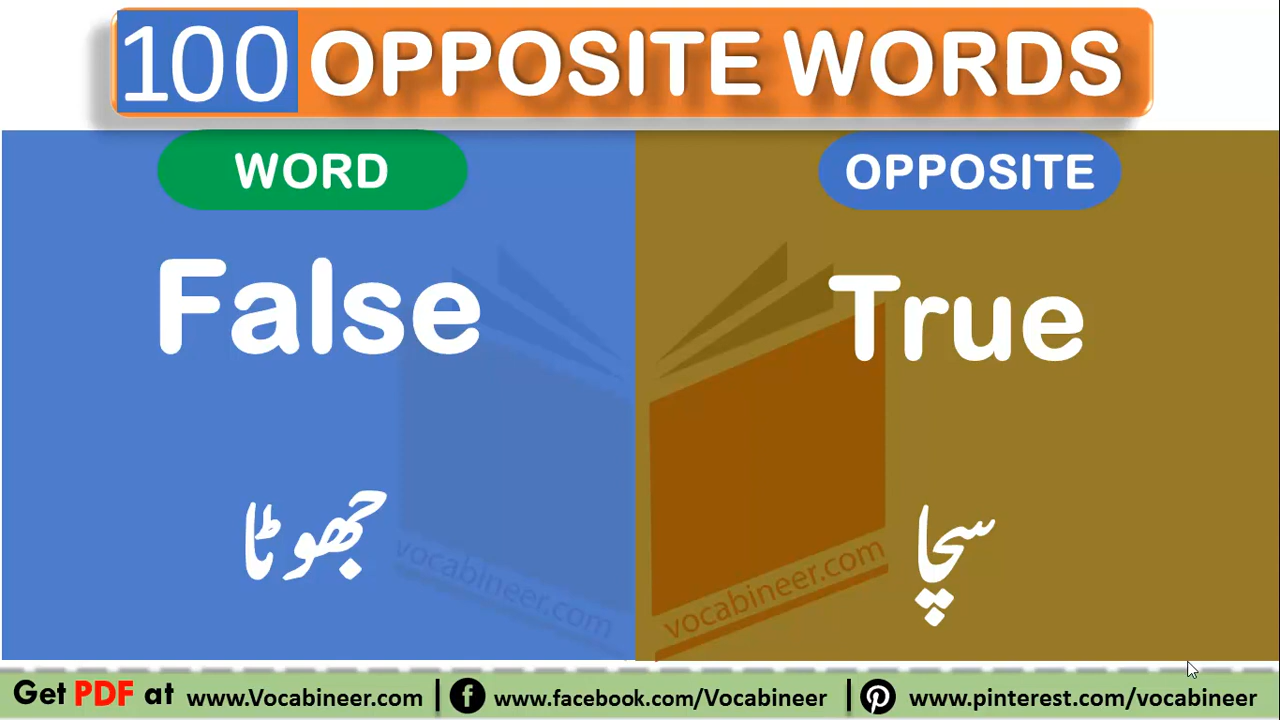 100 OPPOSITE WORDS
WORD
OPPOSITE
False
True
جھوٹا
سچا
vocabineer.com
vocabineer.com
Get PDF at www.Vocabineer.com | www.facebook.com/Vocabineer | www.pinterest.com/vocabineer